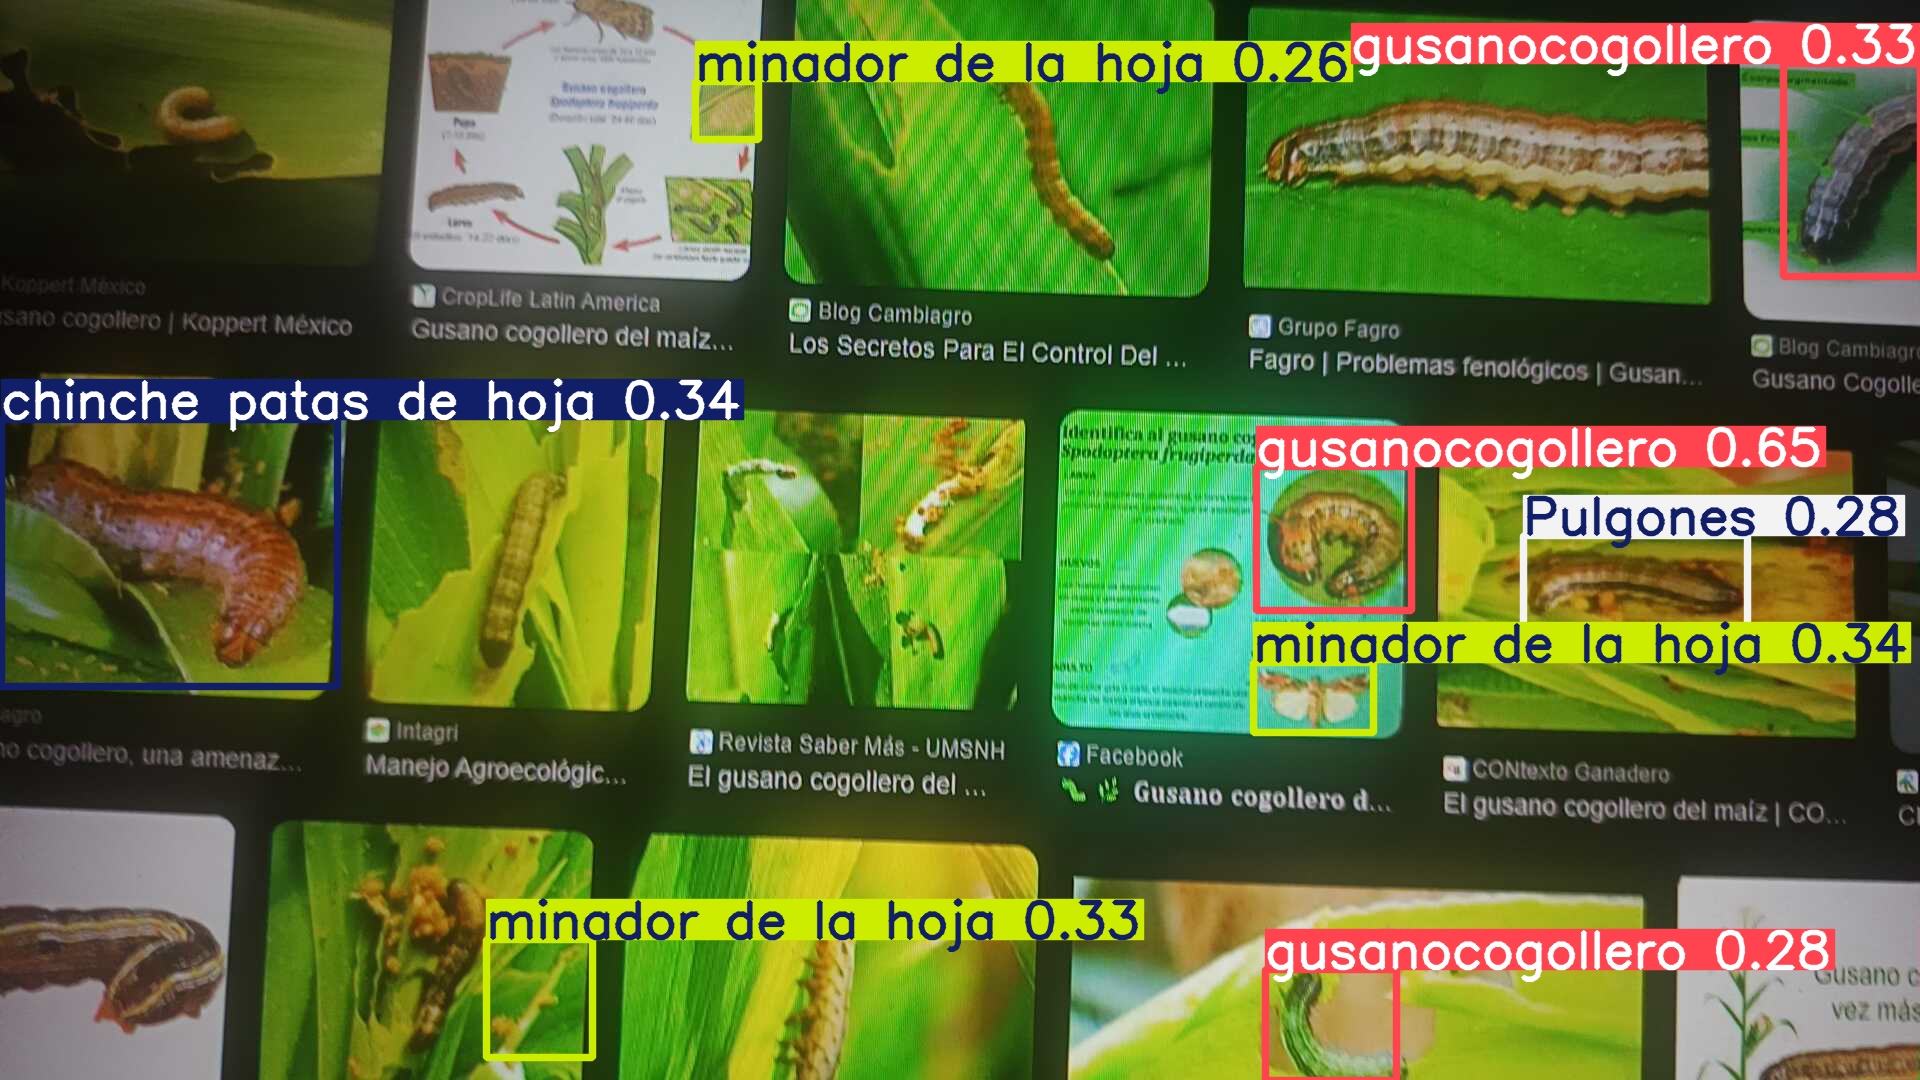 minador de la hoja 0.26
gusanocogollero 0.33
Pupa
Larva
Koppert México
sano cogollero | Koppert México
CropLife Latin America
Gusano cogollero del maíz...
Blog Cambiagro
Los Secretos Para El Control Del ...
Grupo Fagro
Fagro | Problemas fenológicos | Gusan...
Blog Cambiagro
Gusano Cogolle
chinche patas de hoja 0.34
Identifica al gusano co
Spodoptera frugiperda
gusanocogollero 0.65
Pulgones 0.28
HUEVOS
minador de la hoja 0.34
ADULTO
agro
no cogollero, una amenaz...
Intagri
Manejo Agroecológic...
Revista Saber Más - UMSNH
El gusano cogollero del ...
Facebook
Gusano cogollero d...
CONtexto Ganadero
El gusano cogollero del maíz | CO...
minador de la hoja 0.33
gusanocogollero 0.28
Gusano c
vez más